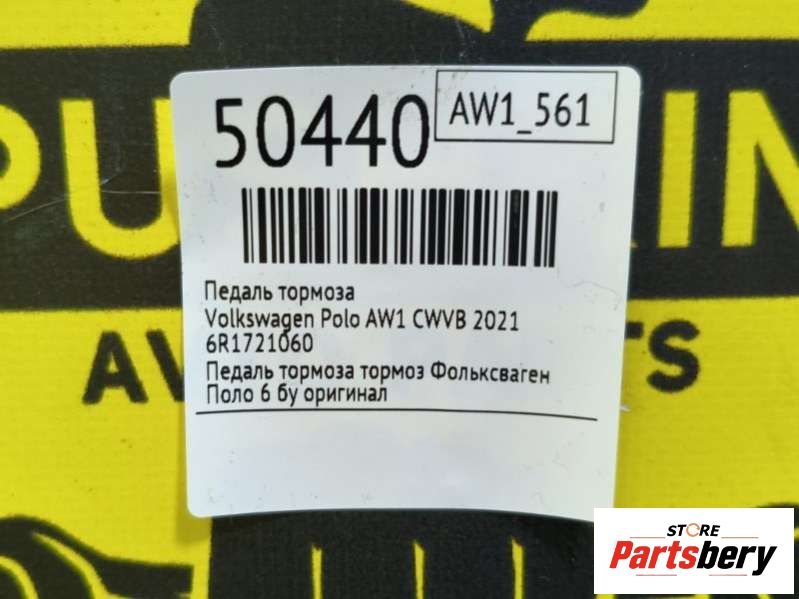 50440
AW1_561
Педаль тормоза
Volkswagen Polo AW1 CWVB 2021
6R1721060
Педаль тормоза тормоз Фольксваген
Поло 6 бу оригинал
STORE
Partsbery